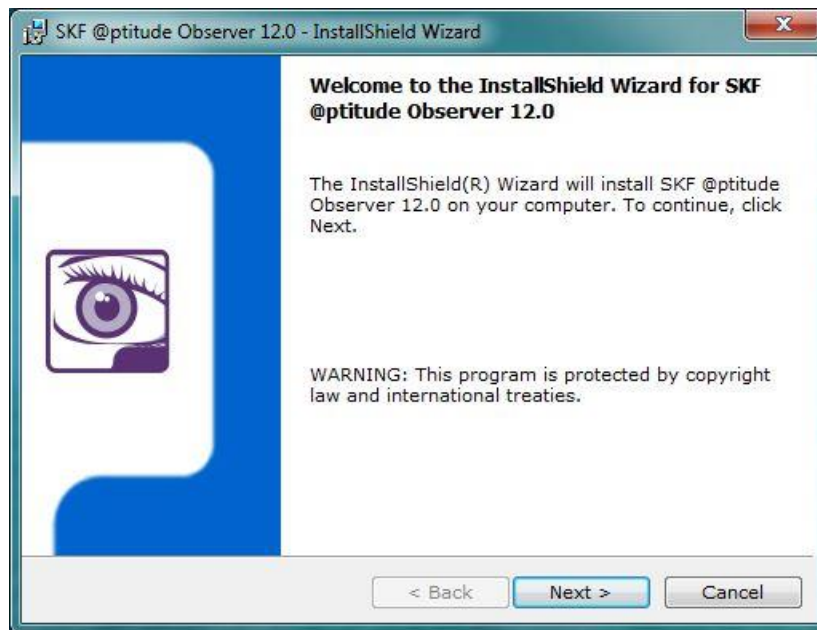 SKF @ptitude Observer 12.0 - InstallShield Wizard
Welcome to the InstallShield Wizard for SKF
@ptitude Observer 12.0
The InstallShield(R) Wizard will install SKF @ptitude
Observer 12.0 on your computer. To continue, click
Next.
WARNING: This program is protected by copyright
law and international treaties.
< Back Next > Cancel